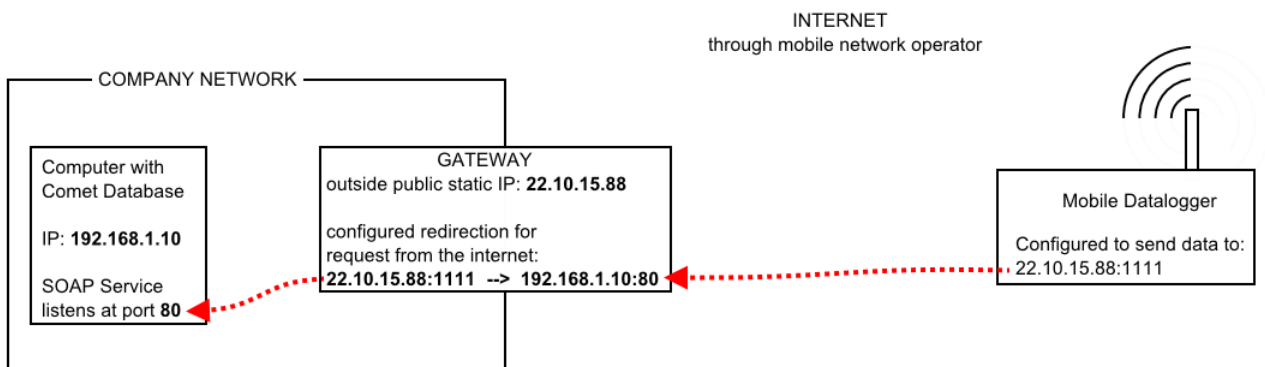 INTERNET
through mobile network operator
COMPANY NETWORK
Computer with
Comet Database
IP: 192.168.1.10
SOAP Service
listens at port 80
GATEWAY
outside public static IP: 22.10.15.88
configured redirection for
request from the internet:
22.10.15.88:1111 --> 192.168.1.10:80
Mobile Datalogger
Configured to send data to:
22.10.15.88:1111